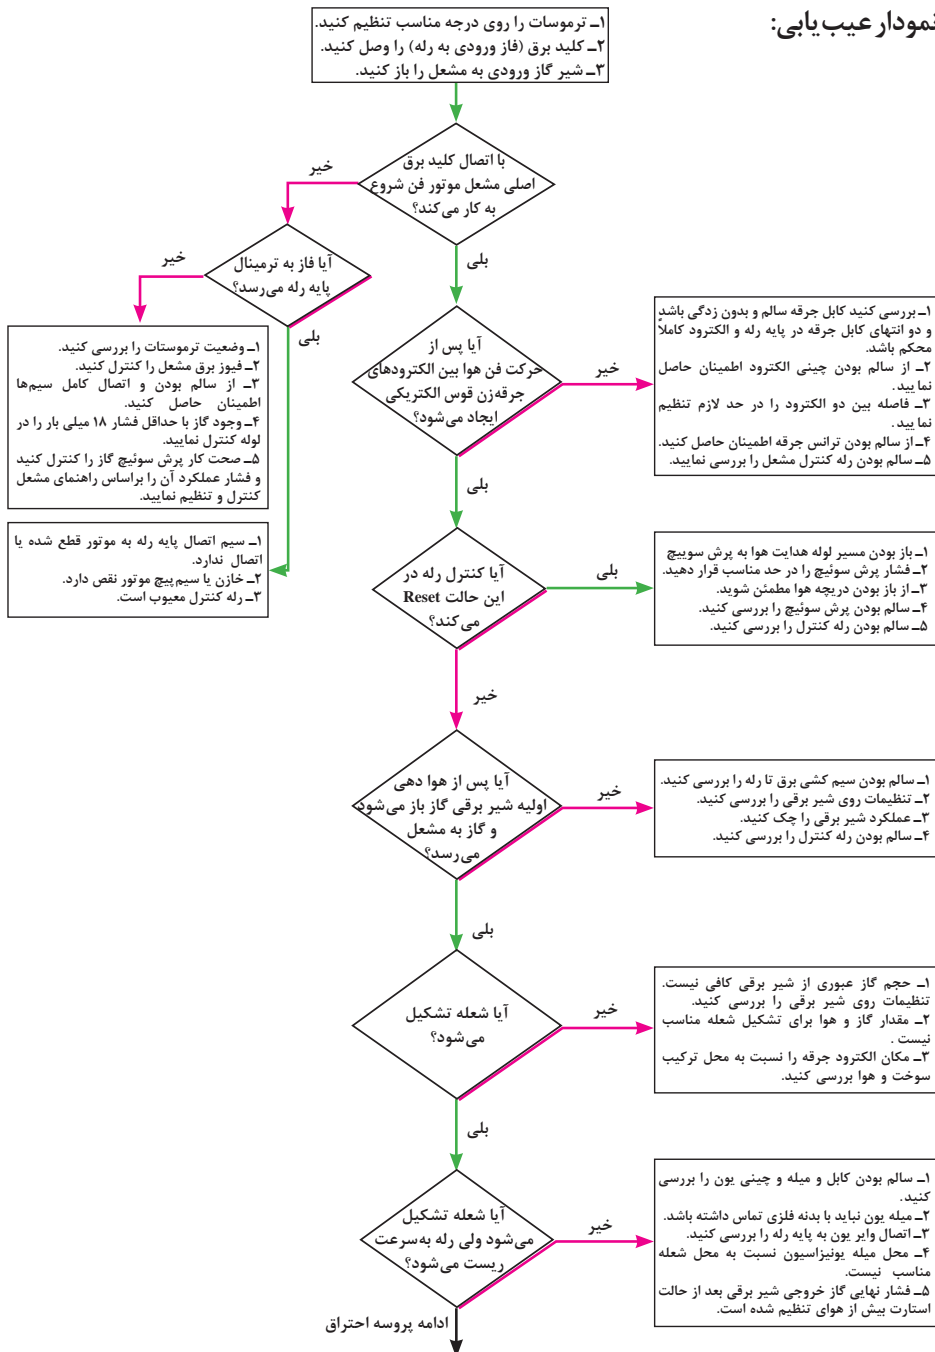 نمودار عیب‌یابی:
۱ـ ترموسات را روی درجه مناسب تنظیم کنید.
۲ـ کلید برق (فاز ورودی به رله) را وصل کنید.
۳ـ شیر گاز ورودی به مشعل را باز کنید.
با اتصال کلید برق
اصلی مشعل موتور فن شروع
به کار می‌کند؟
خیر
بلی
آیا فاز به ترمینال
پایه رله می‌رسد؟
خیر
بلی
۱ـ وضعیت ترموستات را بررسی کنید.
۲ـ فیوز برق مشعل را کنترل کنید.
۳ـ از سالم بودن و اتصال کامل سیم‌ها
اطمینان حاصل کنید.
۴ـ وجود گاز با حداقل فشار ۱۸ میلی بار را در
لوله کنترل نمایید.
۵ـ صحت کار پرش سوئیچ گاز را کنترل کنید
و فشار عملکرد آن را براساس راهنمای مشعل
کنترل و تنظیم نمایید.
۱ـ سیم اتصال پایه رله به موتور قطع شده یا
اتصال ندارد.
۲ـ خازن یا سیم‌پیچ موتور نقص دارد.
۳ـ رله کنترل معیوب است.
آیا پس از
حرکت فن هوا بین الکترودهای
جرقه‌زن قوس الکتریکی
ایجاد می‌شود؟
خیر
بلی
۱ـ بررسی کنید کابل جرقه سالم و بدون زدگی باشد
و دو انتهای کابل جرقه در پایه رله و الکترود کاملاً
محکم باشد.
۲ـ از سالم بودن چینی الکترود اطمینان حاصل
نمایید.
۳ـ فاصله بین دو الکترود را در حد لازم تنظیم
نمایید.
۴ـ از سالم بودن ترانس جرقه اطمینان حاصل کنید.
۵ـ سالم بودن رله کنترل مشعل را بررسی نمایید.
آیا کنترل رله در
این حالت Reset
می‌کند؟
بلی
خیر
۱ـ باز بودن مسیر لوله هدایت هوا به پرش سوییچ
۲ـ فشار پرش سوئیچ را در حد مناسب قرار دهید.
۳ـ از باز بودن دریچه هوا مطمئن شوید.
۴ـ سالم بودن پرش سوئیچ را بررسی کنید.
۵ـ سالم بودن رله کنترل را بررسی کنید.
آیا پس از هوا دهی
اولیه شیر برقی گاز باز می‌شود
و گاز به مشعل
می‌رسد؟
خیر
بلی
۱ـ سالم بودن سیم کشی برق تا رله را بررسی کنید.
۲ـ تنظیمات روی شیر برقی را بررسی کنید.
۳ـ عملکرد شیر برقی را چک کنید.
۴ـ سالم بودن رله کنترل را بررسی کنید.
آیا شعله تشکیل
می‌شود؟
خیر
بلی
۱ـ حجم گاز عبوری از شیر برقی کافی نیست.
تنظیمات روی شیر برقی را بررسی کنید.
۲ـ مقدار گاز و هوا برای تشکیل شعله مناسب
نیست.
۳ـ مکان الکترود جرقه را نسبت به محل ترکیب
سوخت و هوا بررسی کنید.
آیا شعله تشکیل
می‌شود ولی رله به‌سرعت
ریست می‌شود؟
خیر
۱ـ سالم بودن کابل و میله و چینی یون را بررسی
کنید.
۲ـ میله یون نباید با بدنه فلزی تماس داشته باشد.
۳ـ اتصال وایر یون به پایه رله را بررسی کنید.
۴ـ محل میله یونیزاسیون نسبت به محل شعله
مناسب نیست.
۵ـ فشار نهایی گاز خروجی شیر برقی بعد از حالت
استارت بیش از هوای تنظیم شده است.
ادامه پروسه احتراق